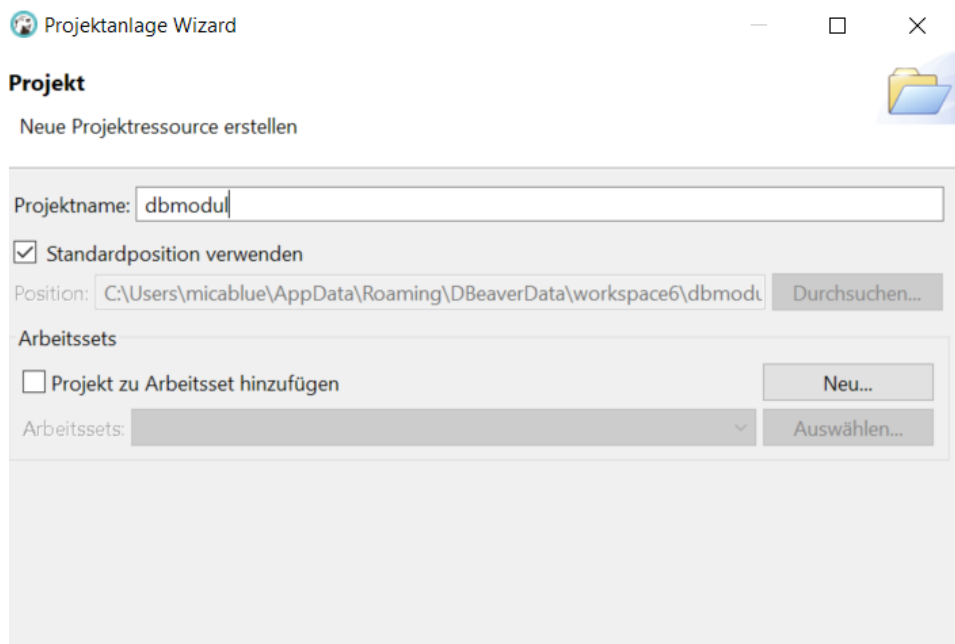 Projektanlage Wizard
Projekt
Neue Projektressource erstellen
Projektname: dbmodul
Standardposition verwenden
Position: C:\Users\micablue\AppData\Roaming\DBeaverData\workspace6\dbmodu Durchsuchen...
Arbeitssets
Projekt zu Arbeitsset hinzufügen Neu...
Arbeitssets: Auswählen...